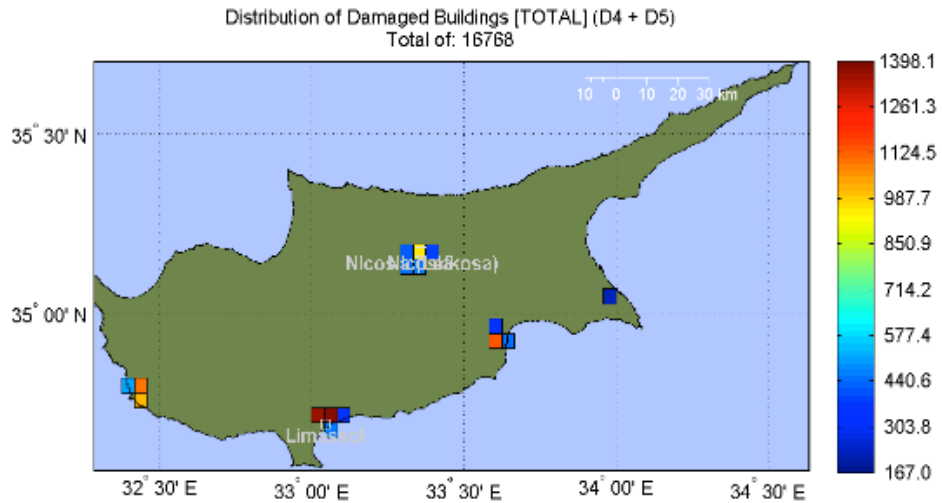 Distribution of Damaged Buildings [TOTAL] (D4 + D5)
Total of: 16768
10 0 10 20 30 km
1398.1
1261.3
1124.5
987.7
850.9
714.2
577.4
440.6
303.8
167.0
35° 30' N
35° 00' N
Limassol
32° 30' E
33° 00' E
33° 30' E
34° 00' E
34° 30' E